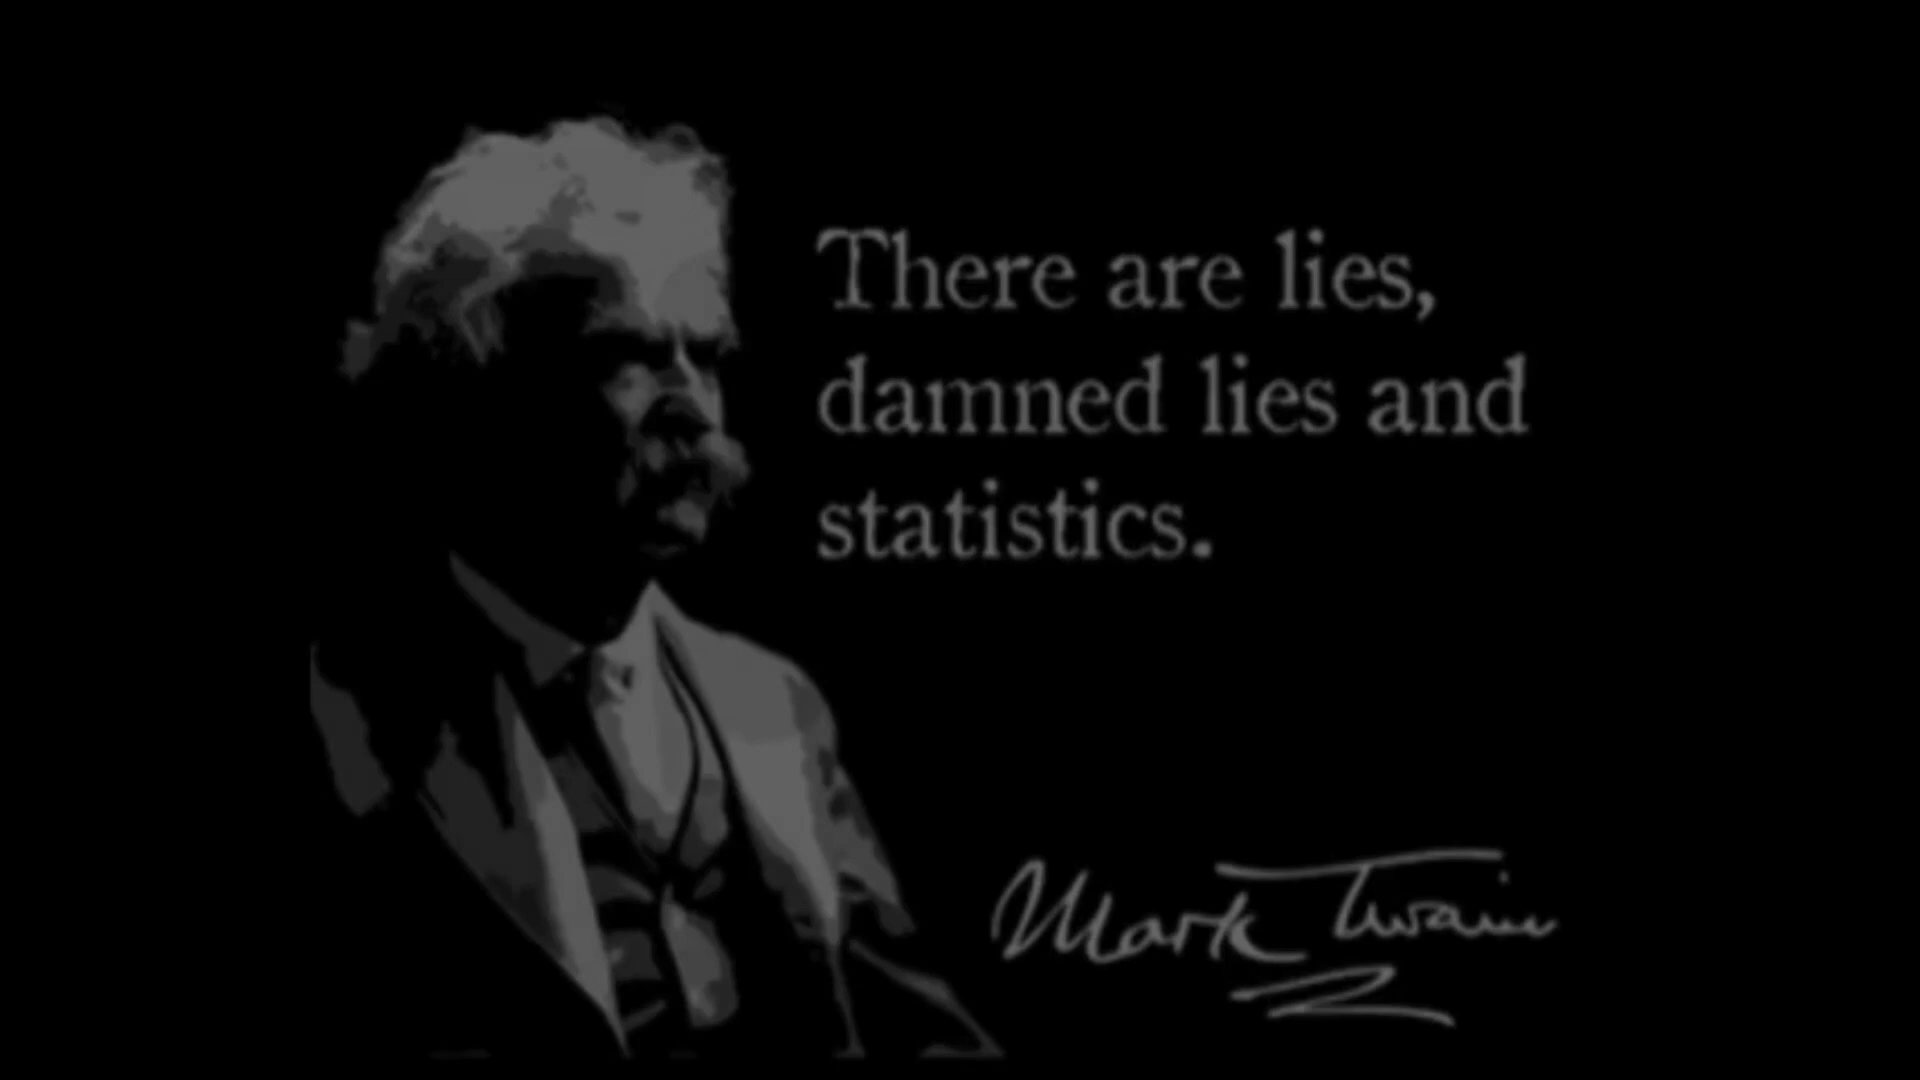 There are lies,
damned lies and
statistics.
Mark Twain